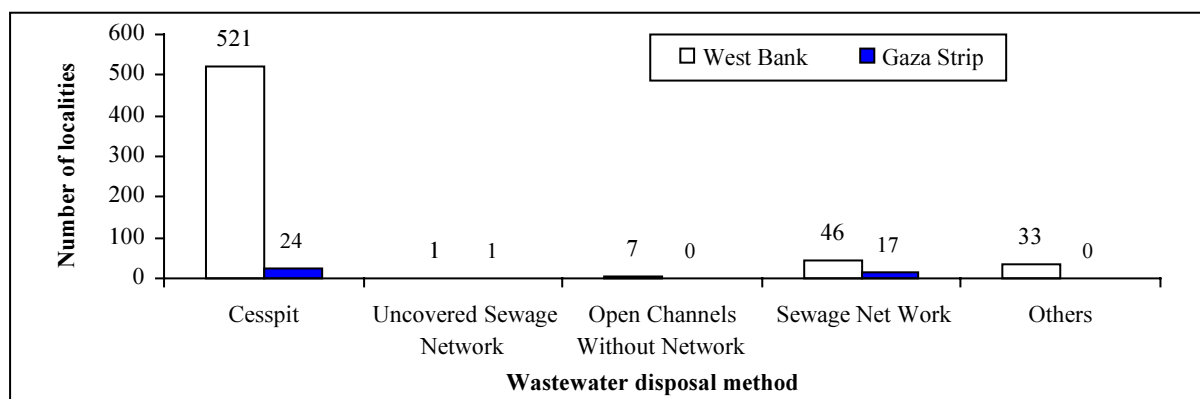 600
500
400
300
200
100
0
Number of localities
West Bank
Gaza Strip
521
24
1
1
7
0
46
17
33
0
Cesspit
Uncovered Sewage
Network
Open Channels
Without Network
Sewage Net Work
Others
Wastewater disposal method